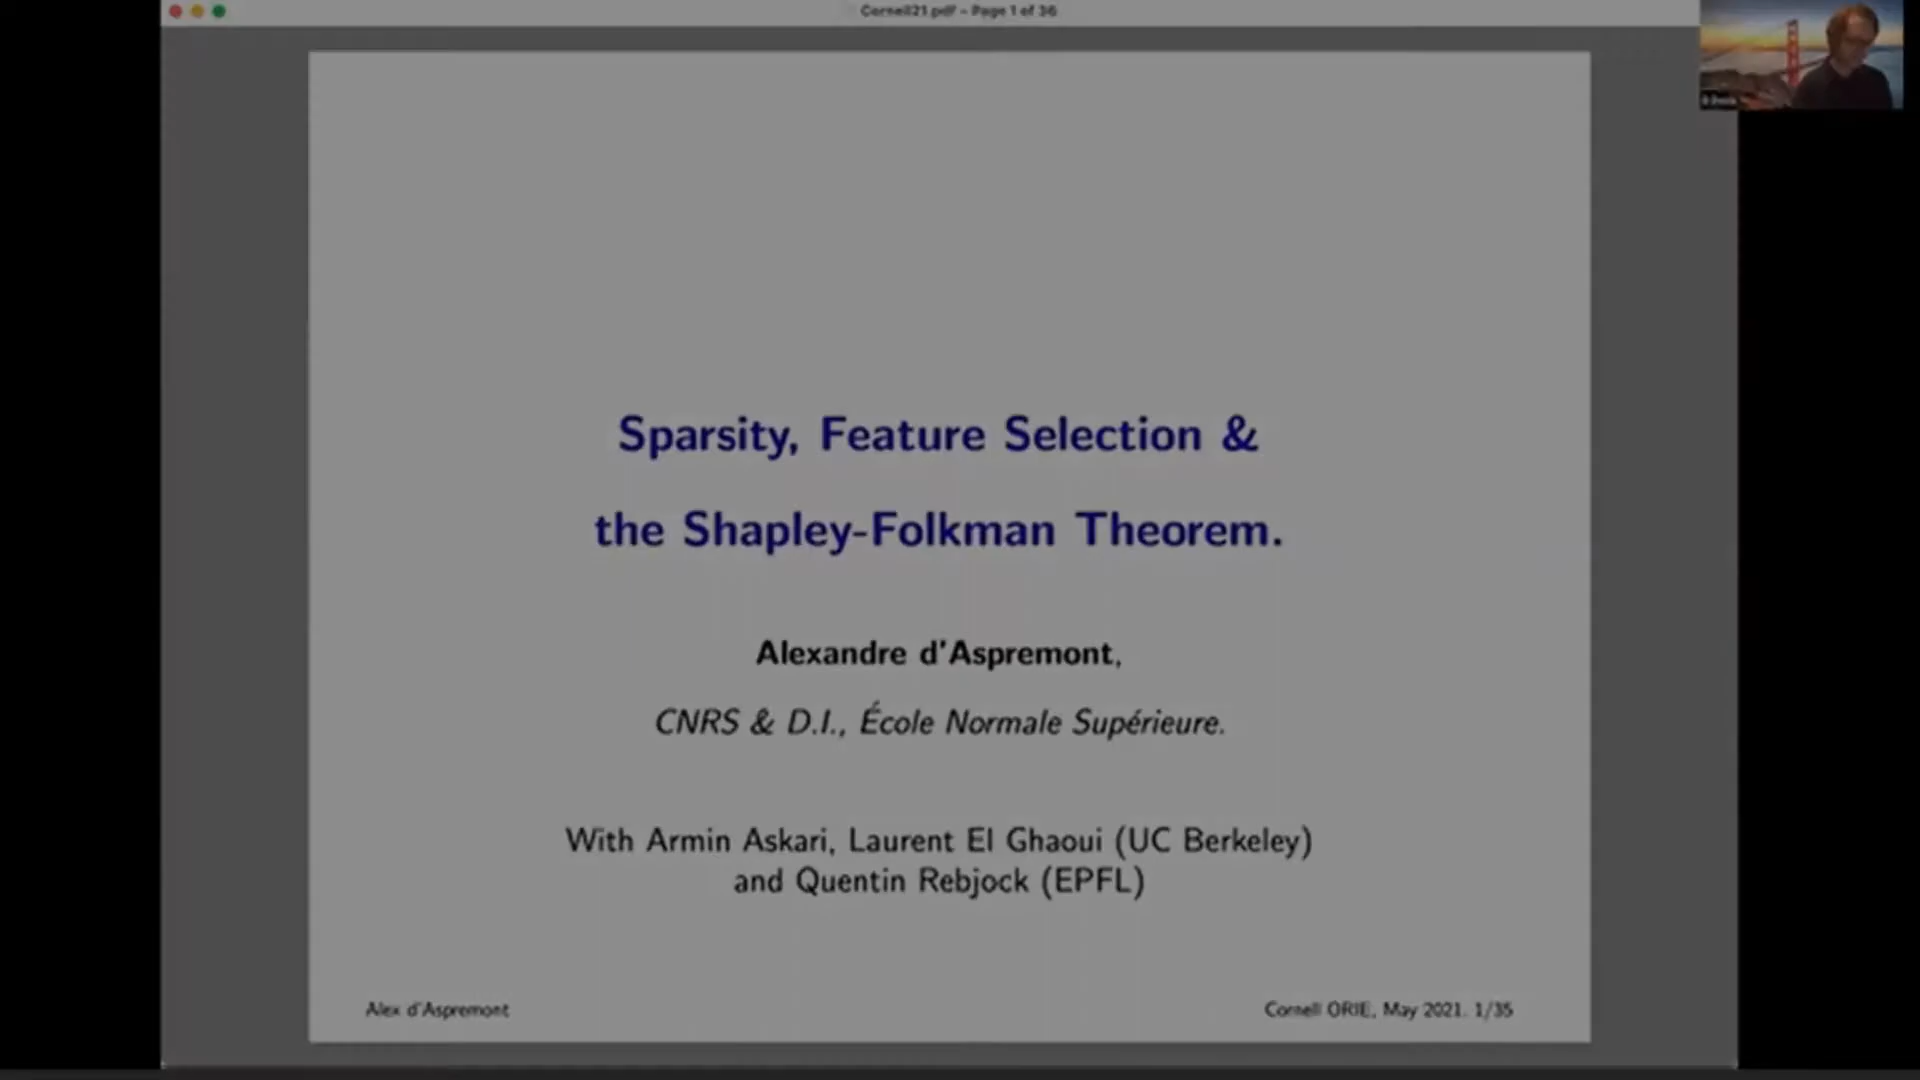 Cornell21.pdf – Page 1 of 36
Sparsity, Feature Selection &
the Shapley-Folkman Theorem.
Alexandre d'Aspremont,
CNRS & D.I., École Normale Supérieure.
With Armin Askari, Laurent El Ghaoui (UC Berkeley)
and Quentin Rebjock (EPFL)
Alex d'Aspremont
Cornell ORIE, May 2021. 1/35